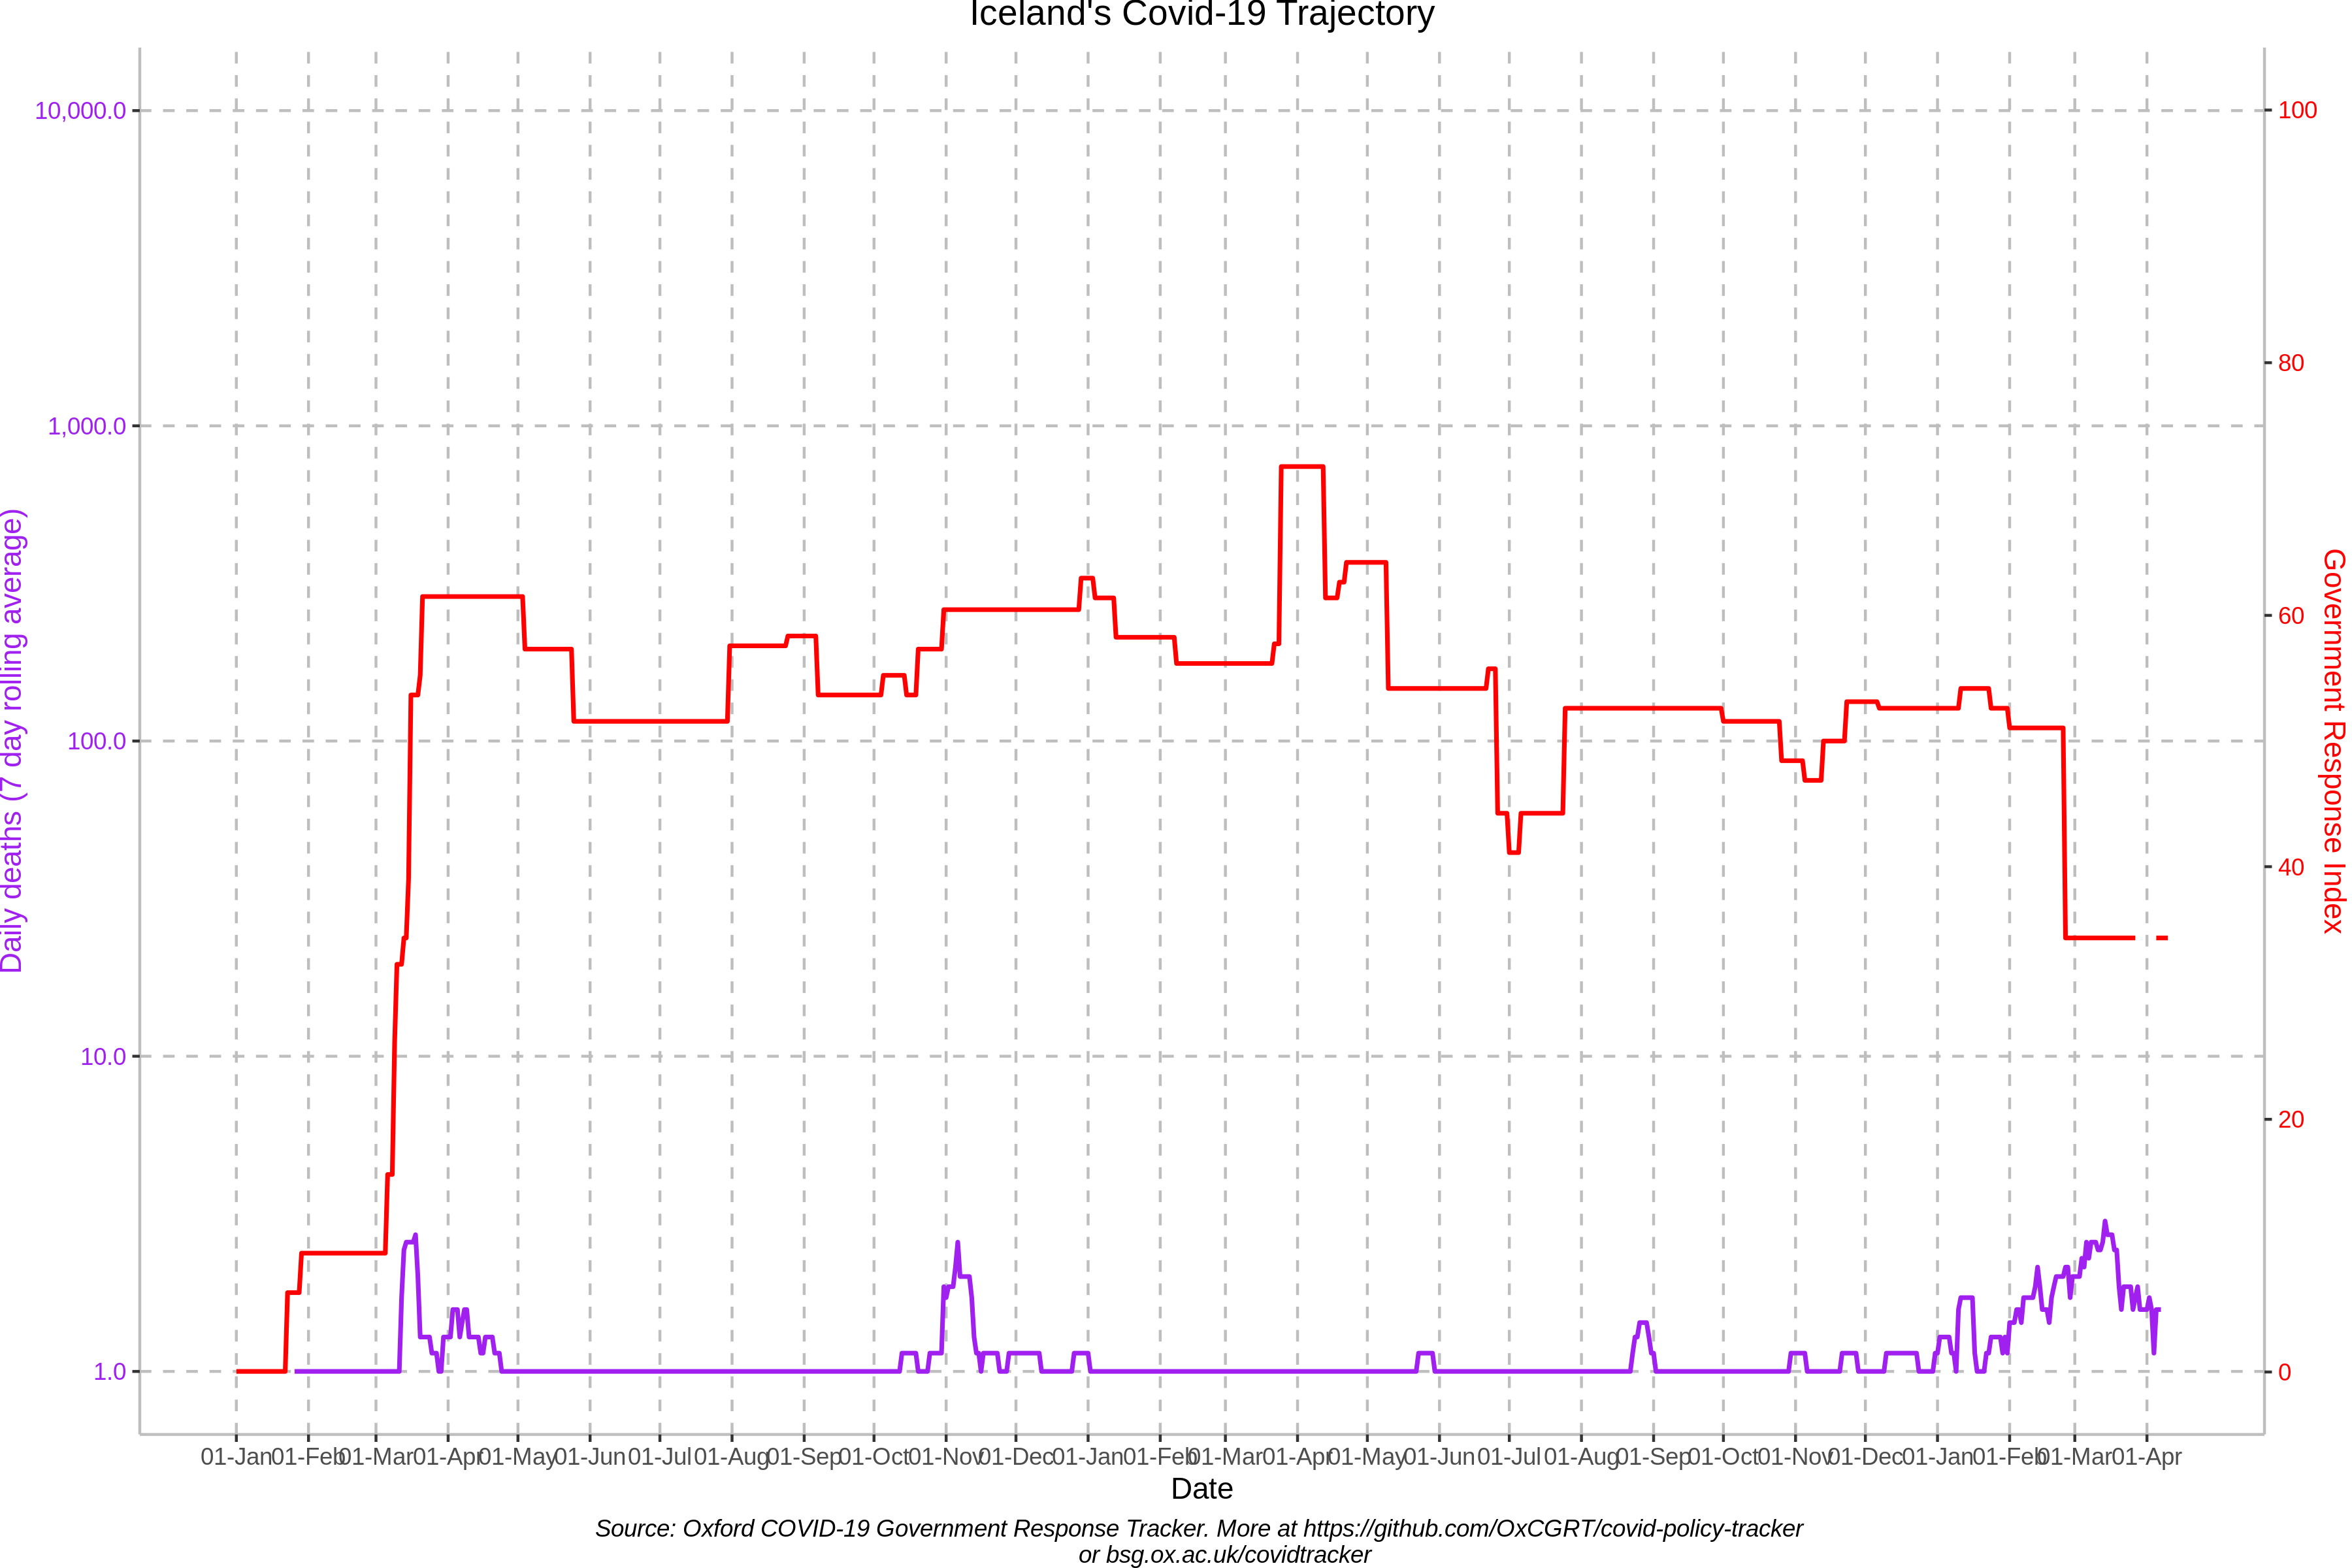 Iceland's Covid-19 Trajectory
10,000.0
1,000.0
100.0
10.0
1.0
Daily deaths (7 day rolling average)
100
80
60
40
20
0
Government Response Index
01-Jan 01-Feb 01-Mar 01-Apr 01-May 01-Jun 01-Jul 01-Aug 01-Sep 01-Oct 01-Nov 01-Dec 01-Jan 01-Feb 01-Mar 01-Apr 01-May 01-Jun 01-Jul 01-Aug 01-Sep 01-Oct 01-Nov 01-Dec 01-Jan 01-Feb 01-Mar 01-Apr
Date
Source: Oxford COVID-19 Government Response Tracker. More at https://github.com/OxCGRT/covid-policy-tracker
or bsg.ox.ac.uk/covidtracker